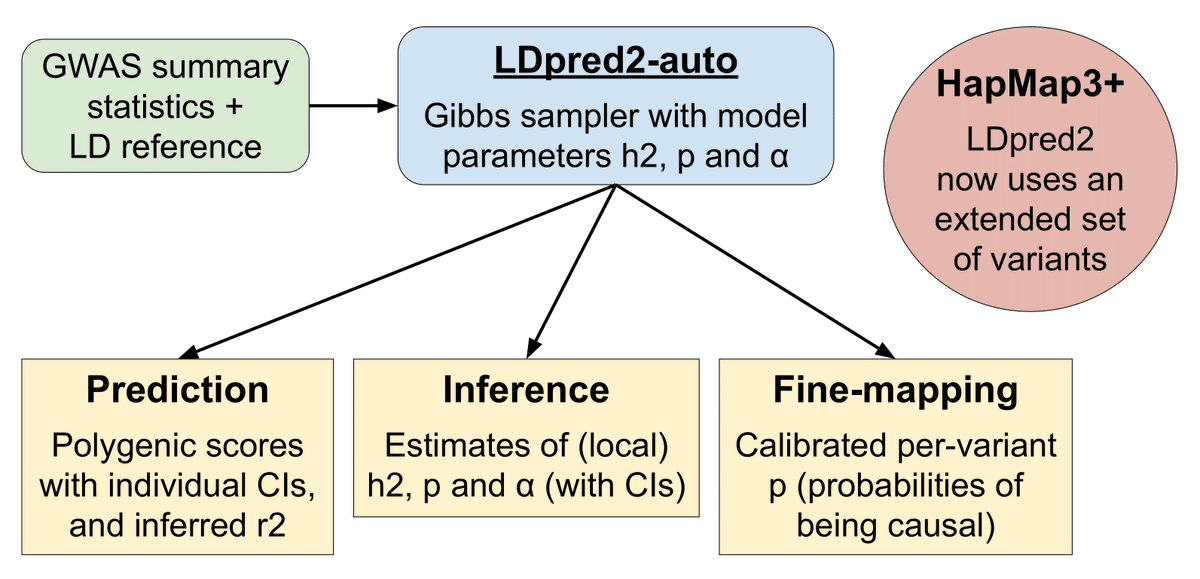 GWAS summary
statistics +
LD reference
LDpred2-auto
Gibbs sampler with model
parameters h2, p and α
HapMap3+
LDpred2
now uses an
extended set
of variants
Prediction
Polygenic scores
with individual CIs,
and inferred r2
Inference
Estimates of (local)
h2, p and α (with CIs)
Fine-mapping
Calibrated per-variant
p (probabilities of
being causal)